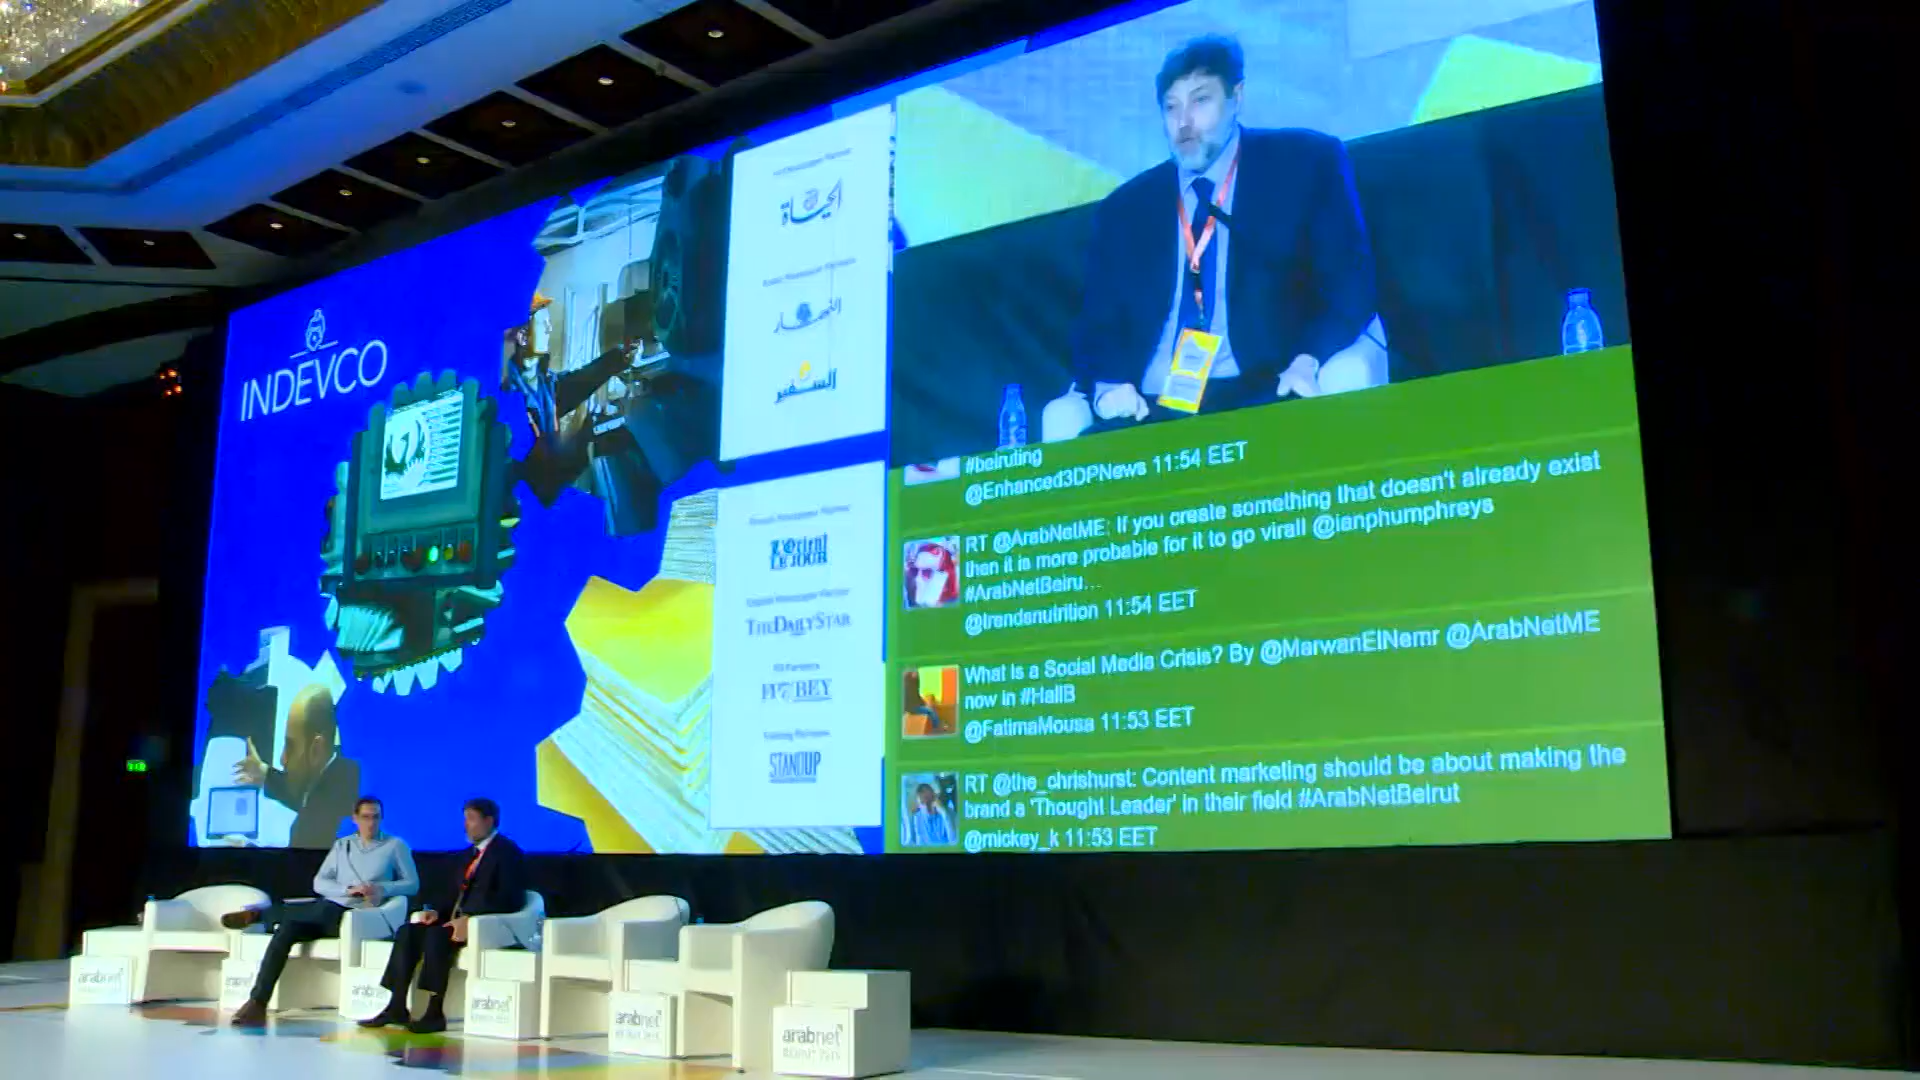 INDEVCO
الحياة
النهار
السفير
L'Orient
LE JOUR
THE DAILY STAR
STANDUP
#beiruting
@Enhanced3DPNews 11:54 EET
RT @ArabNetME: If you create something that doesn't already exist
then it is more probable for it to go viral! @ianphumphreys
#ArabNetBeiru...
@trendsnutrition 11:54 EET
What is a Social Media Crisis? By @MarwanElNemr @ArabNetME
now in #HallB
@FatimaMousa 11:53 EET
RT @the_chrishurst: Content marketing should be about making the
brand a 'Thought Leader' in their field #ArabNetBeirut
@mickey_k 11:53 EET
arabnet
arabnet
arabnet
arabnet
arabnet
arabnet